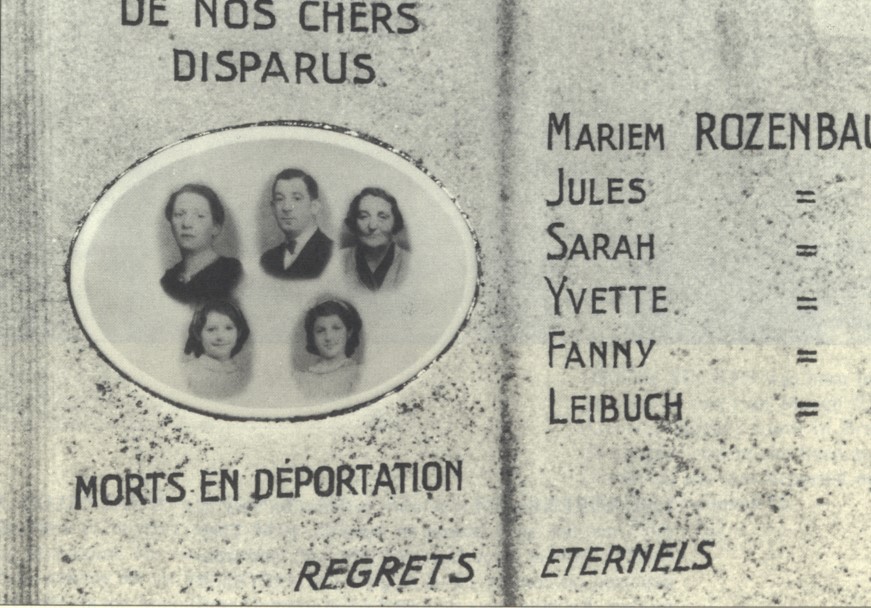 DE NOS CHERS
DISPARUS
MORTS EN DÉPORTATION
MARIEM ROZENBAU
JULES =
SARAH =
YVETTE =
FANNY =
LEIBUCH =
REGRETS ETERNELS